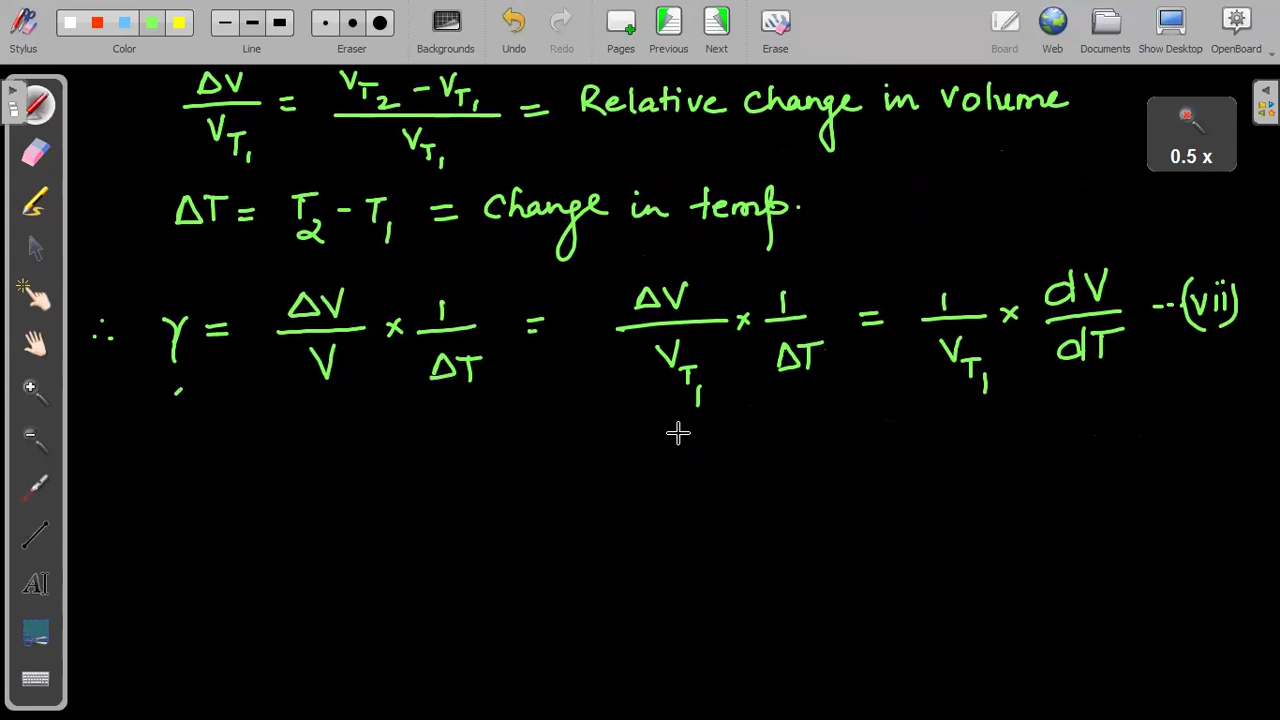 Stylus Color Line Eraser Backgrounds Undo Redo Pages Previous Next Erase Board Web Documents Show Desktop OpenBoard
ΔV/V_T₁ = (V_T₂ - V_T₁)/V_T₁ = Relative change in volume
0.5 x
ΔT = T₂ - T₁ = change in temp.
∴ γ = ΔV/V × 1/ΔT = ΔV/V_T₁ × 1/ΔT = 1/V_T₁ × dV/dT --(vii)
AI